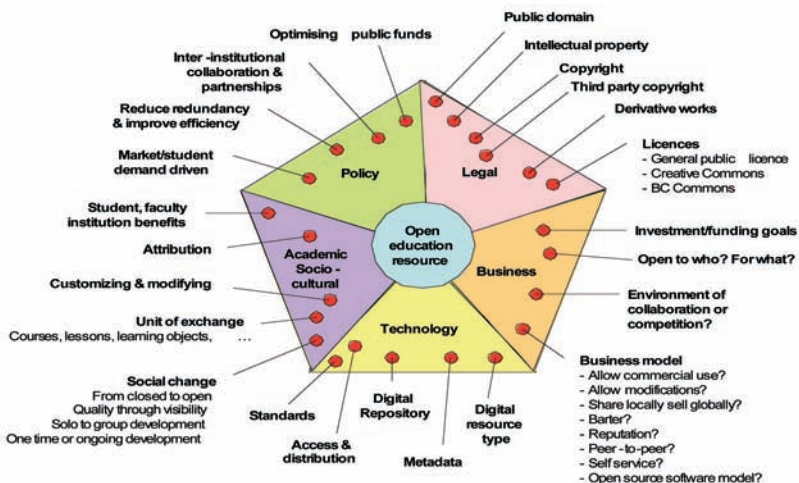 Public domain
Optimising public funds
Intellectual property
Inter -institutional
collaboration &
partnerships
Copyright
Third party copyright
Reduce redundancy
& improve efficiency
Derivative works
Licences
- General public licence
- Creative Commons
- BC Commons
Market/student
demand driven
Policy
Legal
Student, faculty
institution benefits
Open
education
resource
Investment/funding goals
Attribution
Academic
Socio -
cultural
Business
Open to who? For what?
Customizing & modifying
Environment of
collaboration or
competition?
Unit of exchange
Courses, lessons, learning objects, ...
Technology
Business model
- Allow commercial use?
- Allow modifications?
- Share locally sell globally?
- Barter?
- Reputation?
- Peer -to-peer?
- Self service?
- Open source software model?
Social change
From closed to open
Quality through visibility
Solo to group development
One time or ongoing development
Standards
Access &
distribution
Digital
Repository
Metadata
Digital
resource
type